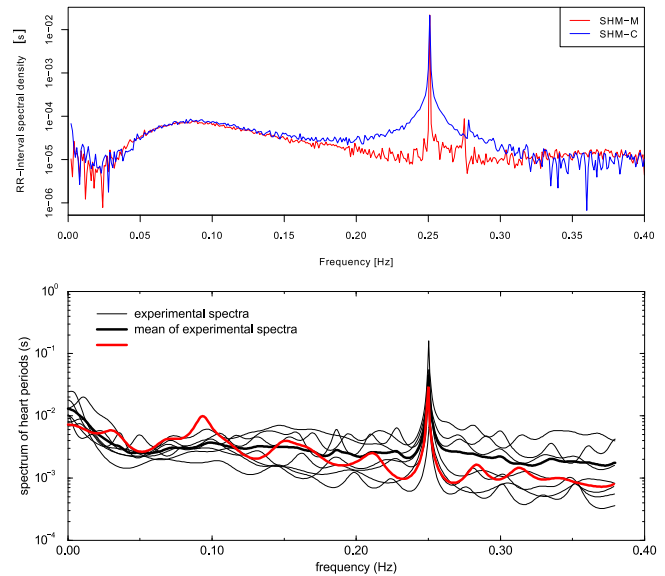 RR-Interval spectral density [s]
1e-02
1e-03
1e-04
1e-05
1e-06
SHM-M
SHM-C
0.00 0.05 0.10 0.15 0.20 0.25 0.30 0.35 0.40
Frequency [Hz]
spectrum of heart periods (s)
10^0
10^-1
10^-2
10^-3
10^-4
experimental spectra
mean of experimental spectra
0.00 0.10 0.20 0.30 0.40
frequency (Hz)